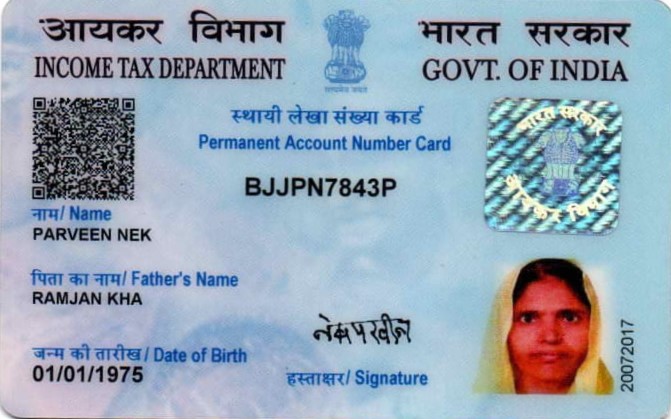 आयकर विभाग
INCOME TAX DEPARTMENT
भारत सरकार
GOVT. OF INDIA
सत्यमेव जयते
स्थायी लेखा संख्या कार्ड
Permanent Account Number Card
BJJPN7843P
भारत सरकार
आयकर विभाग
नाम/ Name
PARVEEN NEK
पिता का नाम/ Father's Name
RAMJAN KHA
जन्म की तारीख/ Date of Birth
01/01/1975
नेकपरवीन
हस्ताक्षर/ Signature
20072017